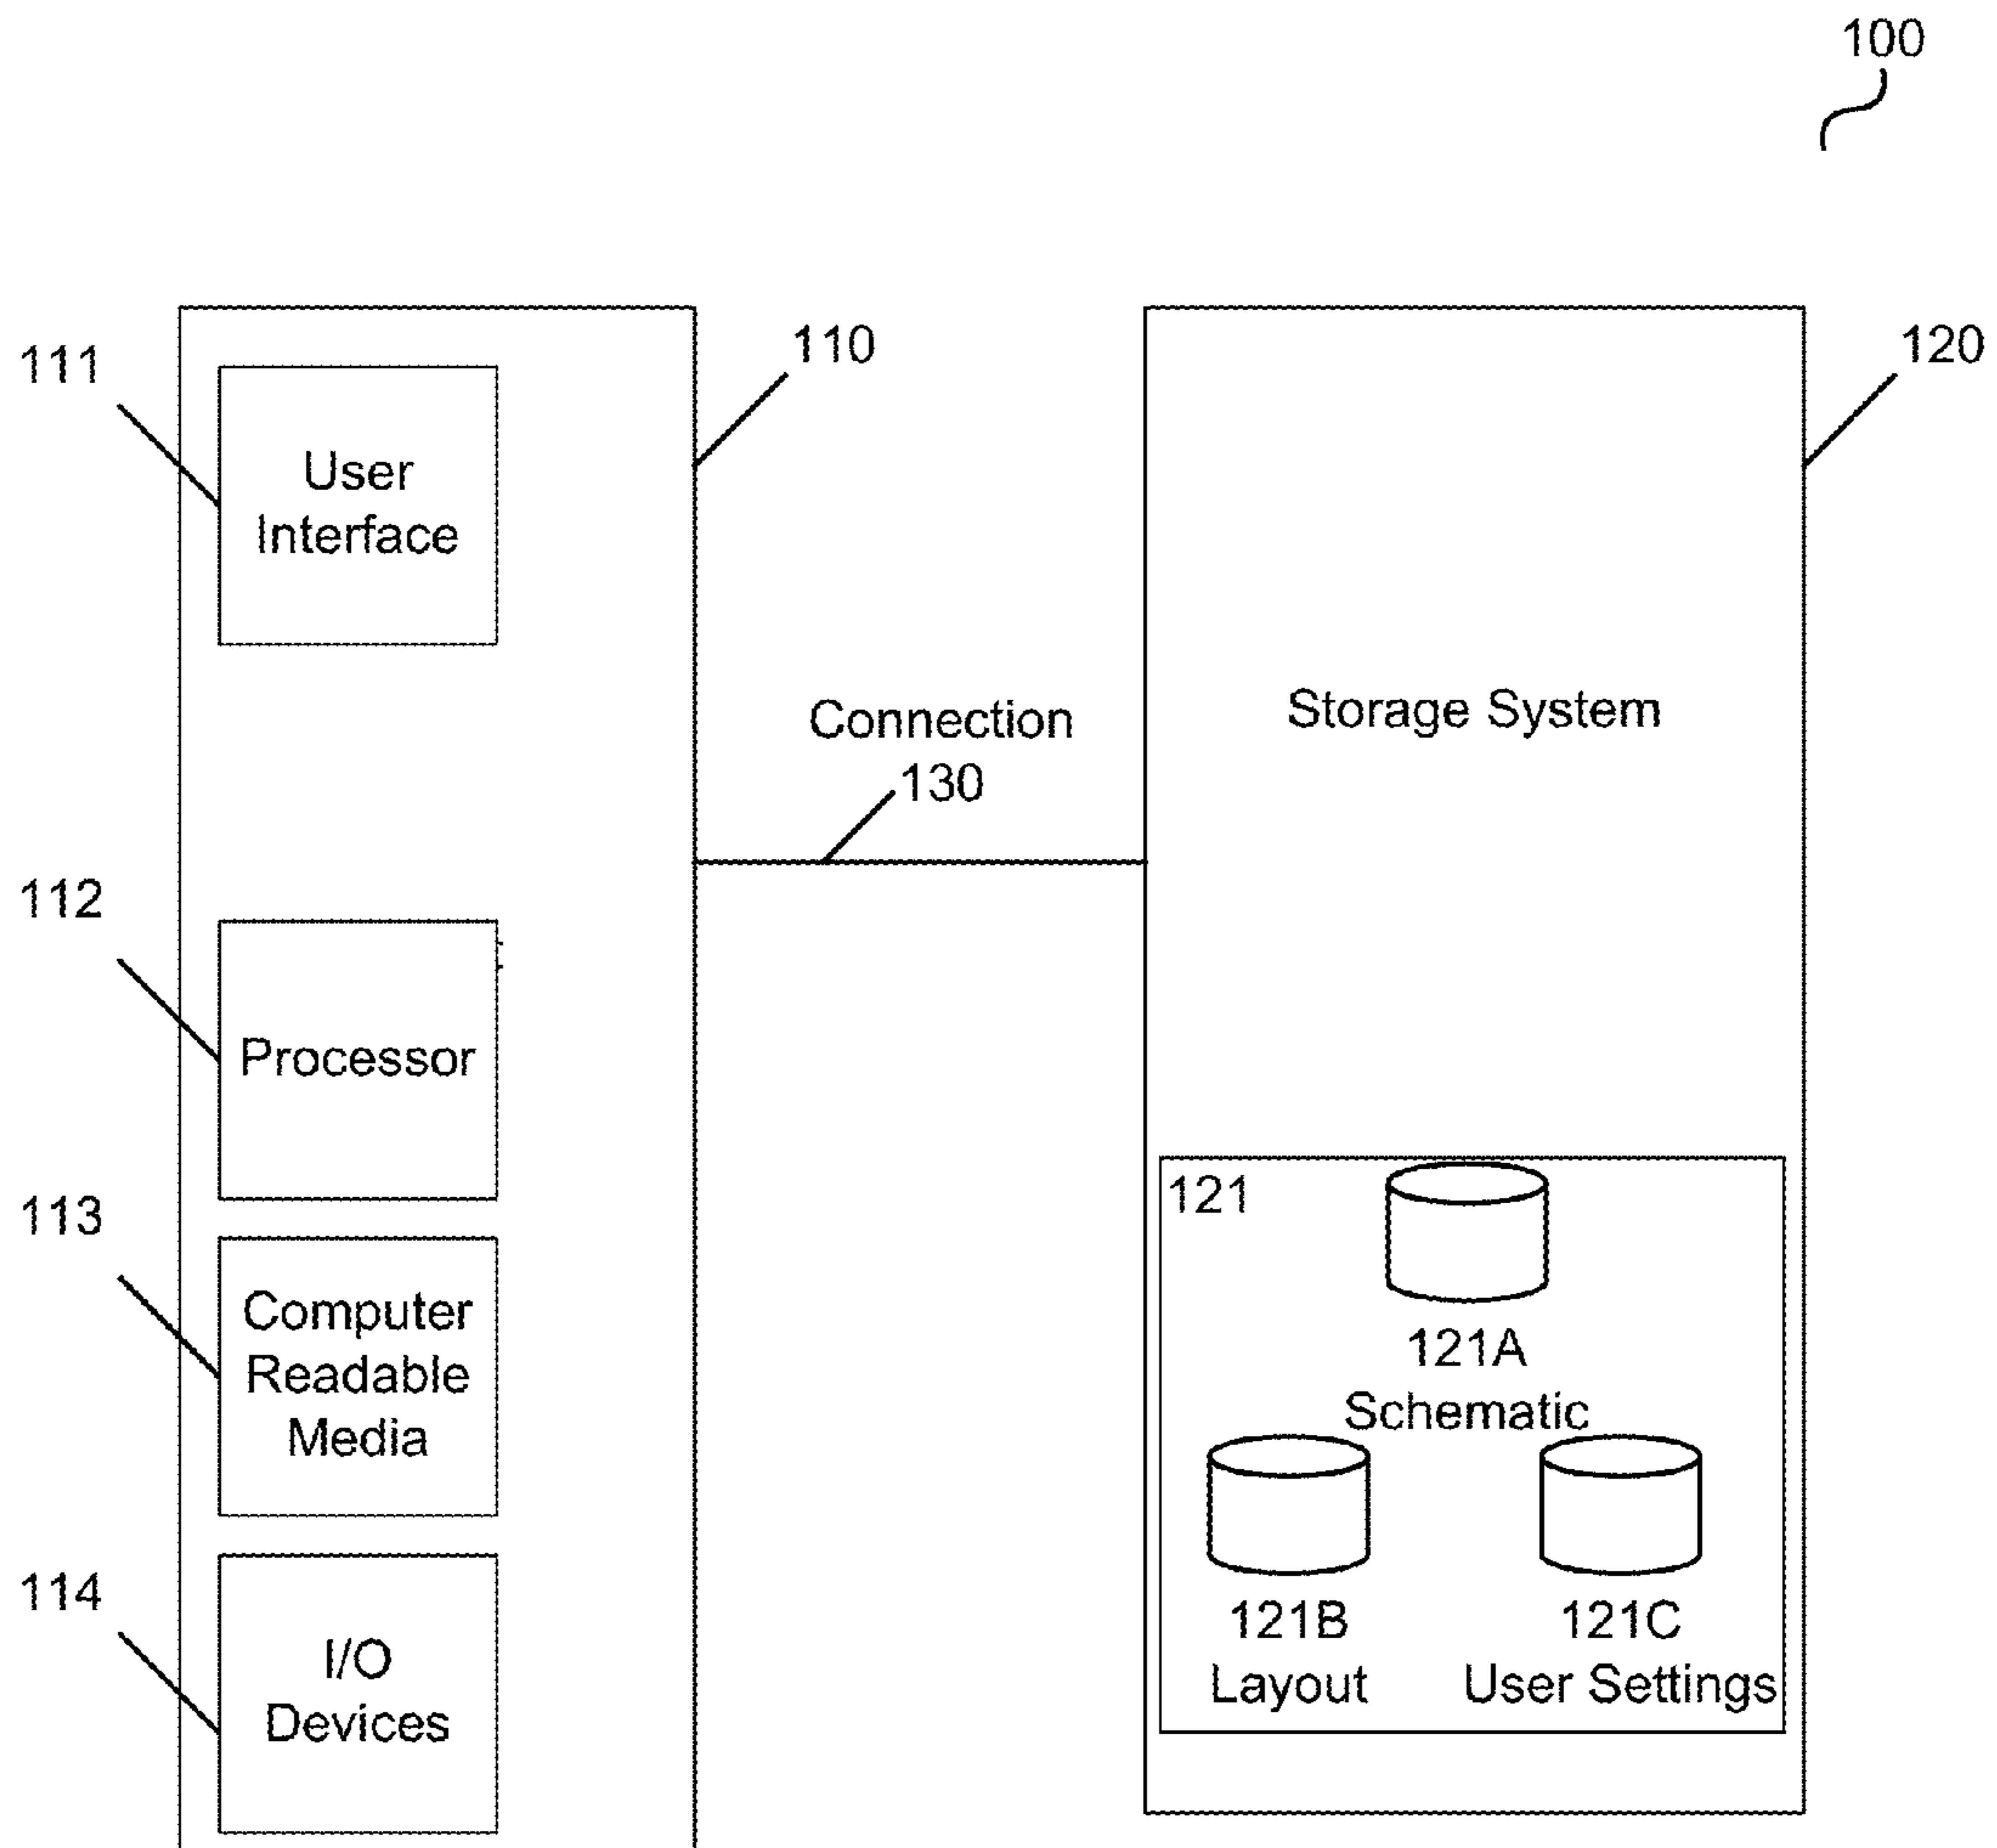 100
110
120
111
User
Interface
Storage System
Connection
130
112
Processor
113
Computer
Readable
Media
114
I/O
Devices
121
121A
Schematic
121B
Layout
121C
User Settings